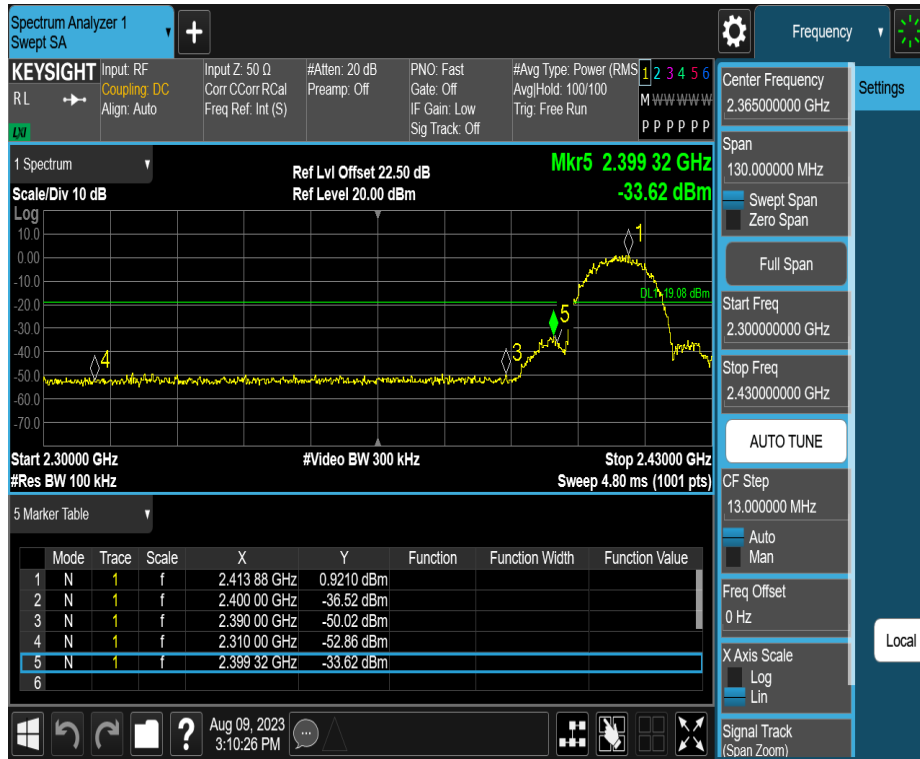 Spectrum Analyzer 1
Swept SA
+
Frequency
KEYSIGHT
RL
LXI
Input: RF
Coupling: DC
Align: Auto
Input Z: 50 Ω
Corr CCorr RCal
Freq Ref: Int (S)
#Atten: 20 dB
Preamp: Off
PNO: Fast
Gate: Off
IF Gain: Low
Sig Track: Off
#Avg Type: Power (RMS
Avg|Hold: 100/100
Trig: Free Run
1 2 3 4 5 6
M W W W W W
P P P P P P
1 Spectrum
Scale/Div 10 dB
Ref Lvl Offset 22.50 dB
Ref Level 20.00 dBm
Mkr5 2.399 32 GHz
-33.62 dBm
Log
10.0
0.00
-10.0
-20.0
-30.0
-40.0
-50.0
-60.0
-70.0
1
DL1 -19.08 dBm
5
3
4
Start 2.30000 GHz
#Res BW 100 kHz
#Video BW 300 kHz
Stop 2.43000 GHz
Sweep 4.80 ms (1001 pts)
5 Marker Table
Mode Trace Scale X Y Function Function Width Function Value
1 N 1 f 2.413 88 GHz 0.9210 dBm
2 N 1 f 2.400 00 GHz -36.52 dBm
3 N 1 f 2.390 00 GHz -50.02 dBm
4 N 1 f 2.310 00 GHz -52.86 dBm
5 N 1 f 2.399 32 GHz -33.62 dBm
6
?
Aug 09, 2023
3:10:26 PM
Center Frequency
2.365000000 GHz
Span
130.000000 MHz
Swept Span
Zero Span
Full Span
Start Freq
2.300000000 GHz
Stop Freq
2.430000000 GHz
AUTO TUNE
CF Step
13.000000 MHz
Auto
Man
Freq Offset
0 Hz
X Axis Scale
Log
Lin
Signal Track
(Span Zoom)
Settings
Local